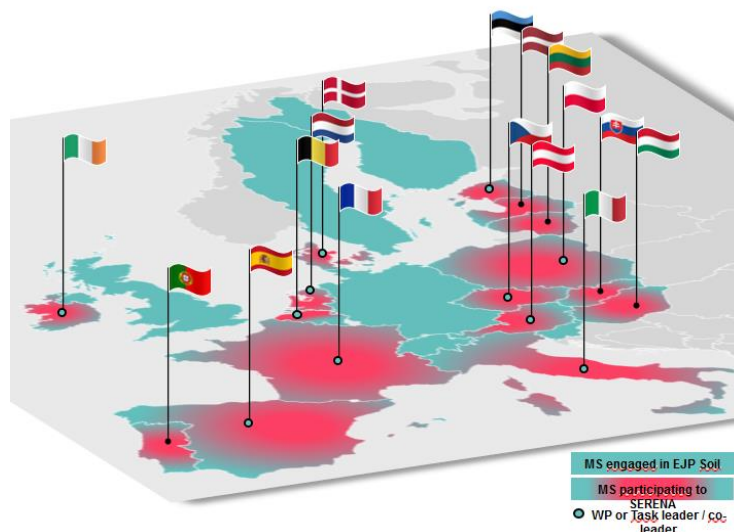 MS engaged in EJP Soil
MS participating to
SERENA
WP or Task leader / co-
leader